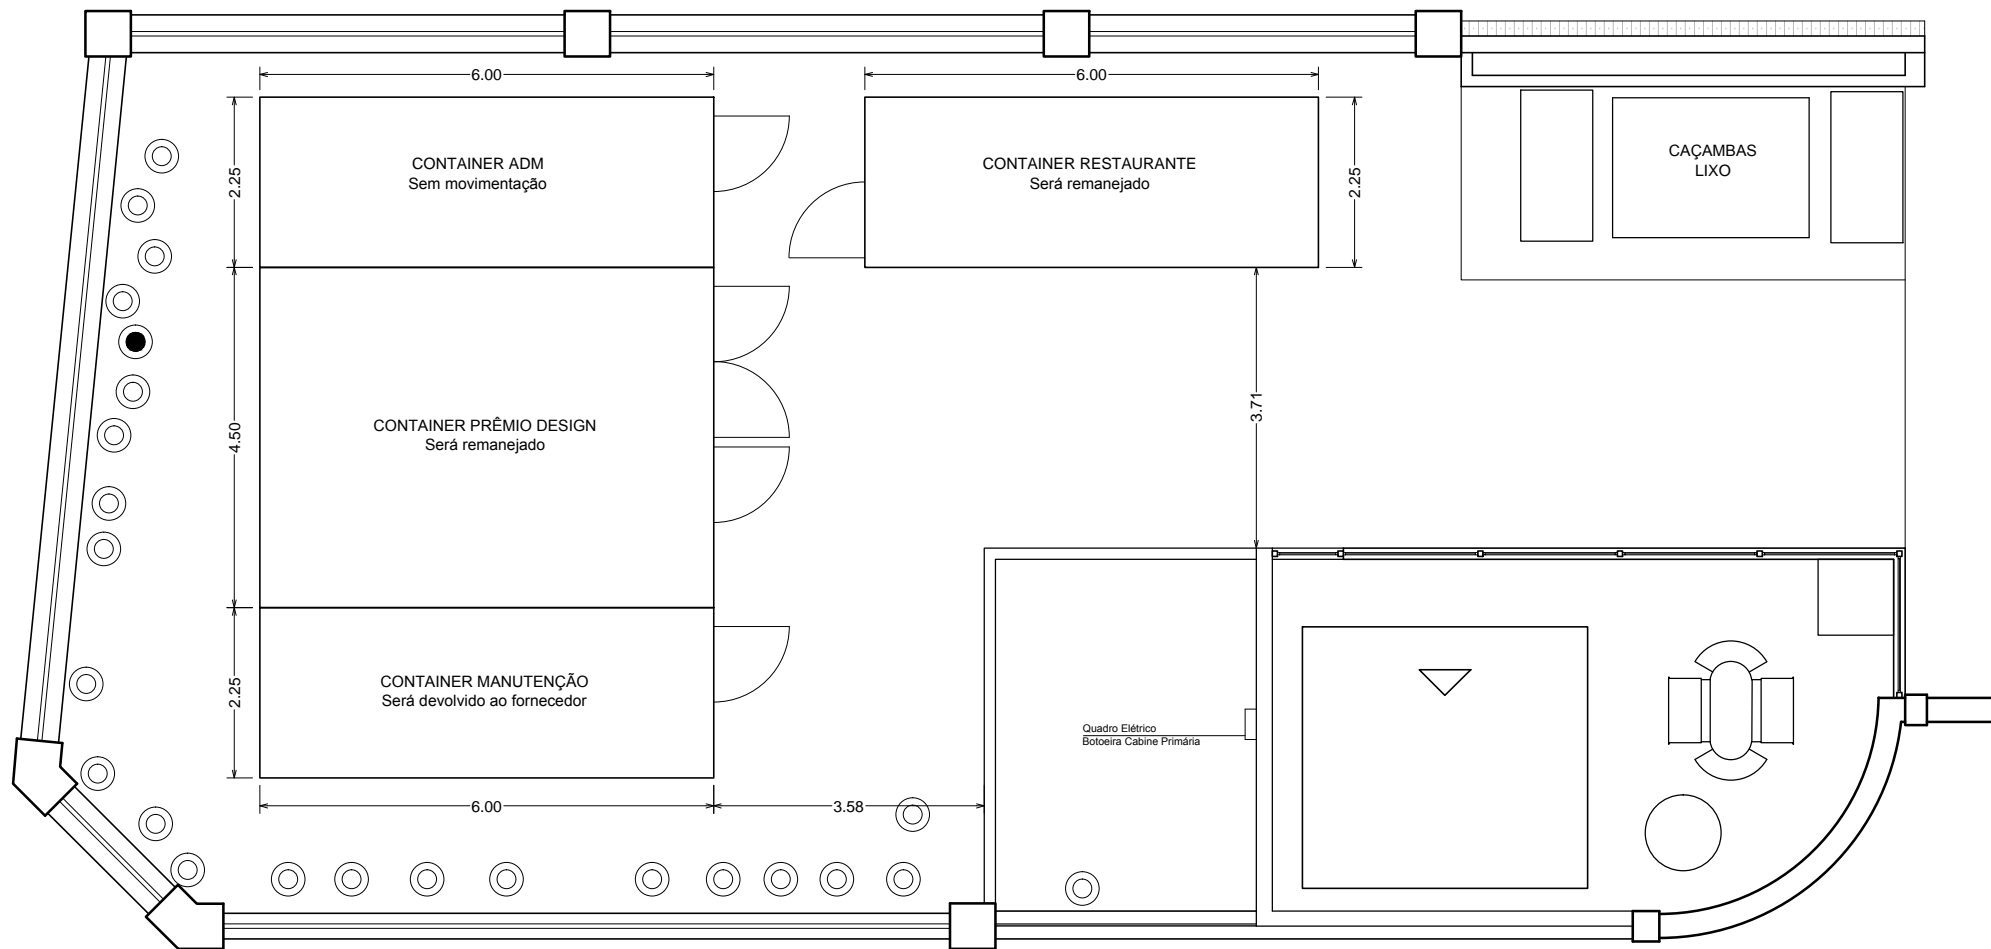 6.00
6.00
CONTAINER ADM
Sem movimentação
2.25
CONTAINER RESTAURANTE
Será remanejado
2.25
CAÇAMBAS
LIXO
CONTAINER PRÊMIO DESIGN
Será remanejado
4.50
3.71
CONTAINER MANUTENÇÃO
Será devolvido ao fornecedor
2.25
Quadro Elétrico
Botoeira Cabine Primária
6.00
3.58